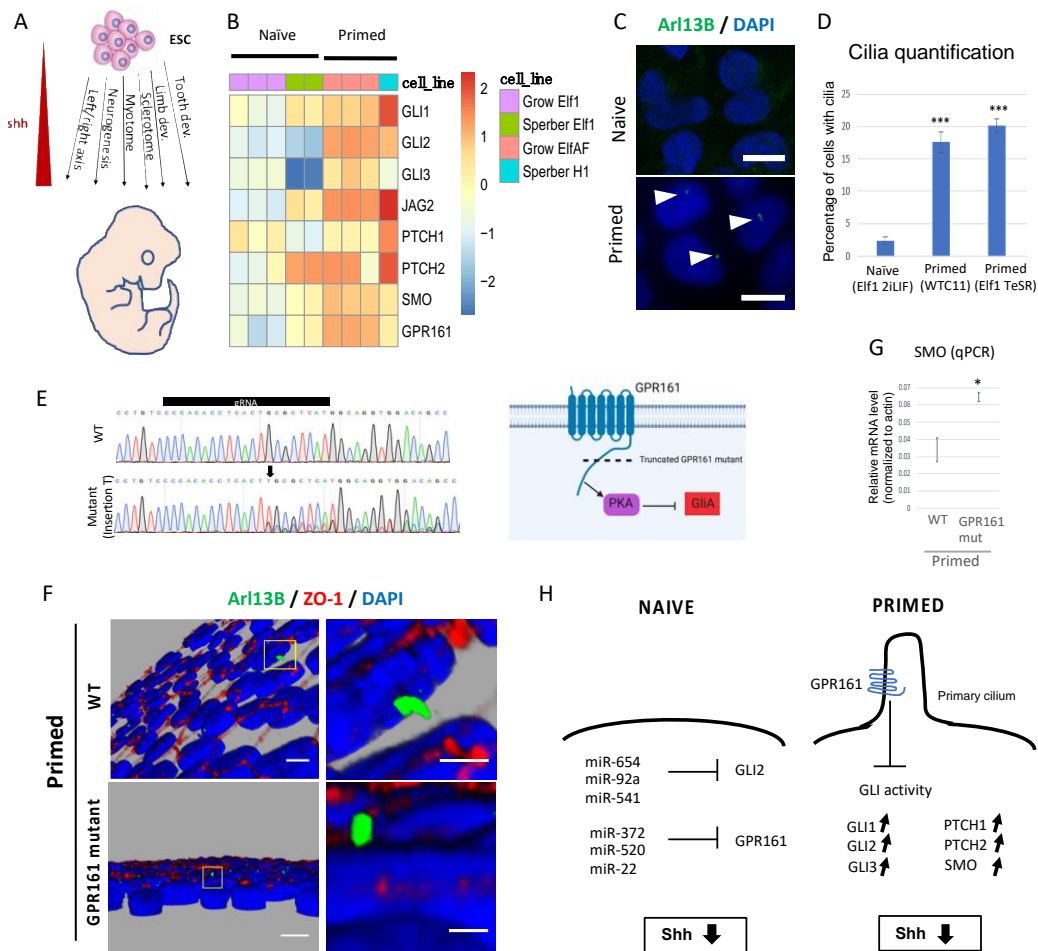 A
ESC
shh
Left/right axis
Neurogenesis
Myotome
Sclerotome
Limb dev.
Tooth dev.
B
Naïve
Primed
cell_line
GLI1
GLI2
GLI3
JAG2
PTCH1
PTCH2
SMO
GPR161
2
1
0
−1
−2
cell_line
Grow Elf1
Sperber Elf1
Grow ElfAF
Sperber H1
C
Arl13B / DAPI
Naive
Primed
D
Cilia quantification
Percentage of cells with cilia
25
20
15
10
5
0
***
***
Naïve
(Elf1 2iLIF)
Primed
(WTC11)
Primed
(Elf1 TeSR)
E
gRNA
CCTGTCCCCACACCTCACTGCGCTCATGGCAGGTGGACAGCC
WT
CCTGTCCCCACACCTCACTTGCGCTCATGGCAGGTGGACAGCC
Mutant
(Insertion T)
GPR161
Truncated GPR161 mutant
PKA
GliA
G
SMO (qPCR)
Relative mRNA level
(normalized to actin)
0.07
0.06
0.05
0.04
0.03
0.02
0.01
0
*
WT
GPR161
mut
Primed
F
Arl13B / ZO-1 / DAPI
Primed
WT
GPR161 mutant
H
NAIVE
miR-654
miR-92a
miR-541
GLI2
miR-372
miR-520
miR-22
GPR161
Shh
PRIMED
GPR161
Primary cilium
GLI activity
GLI1
GLI2
GLI3
PTCH1
PTCH2
SMO
Shh